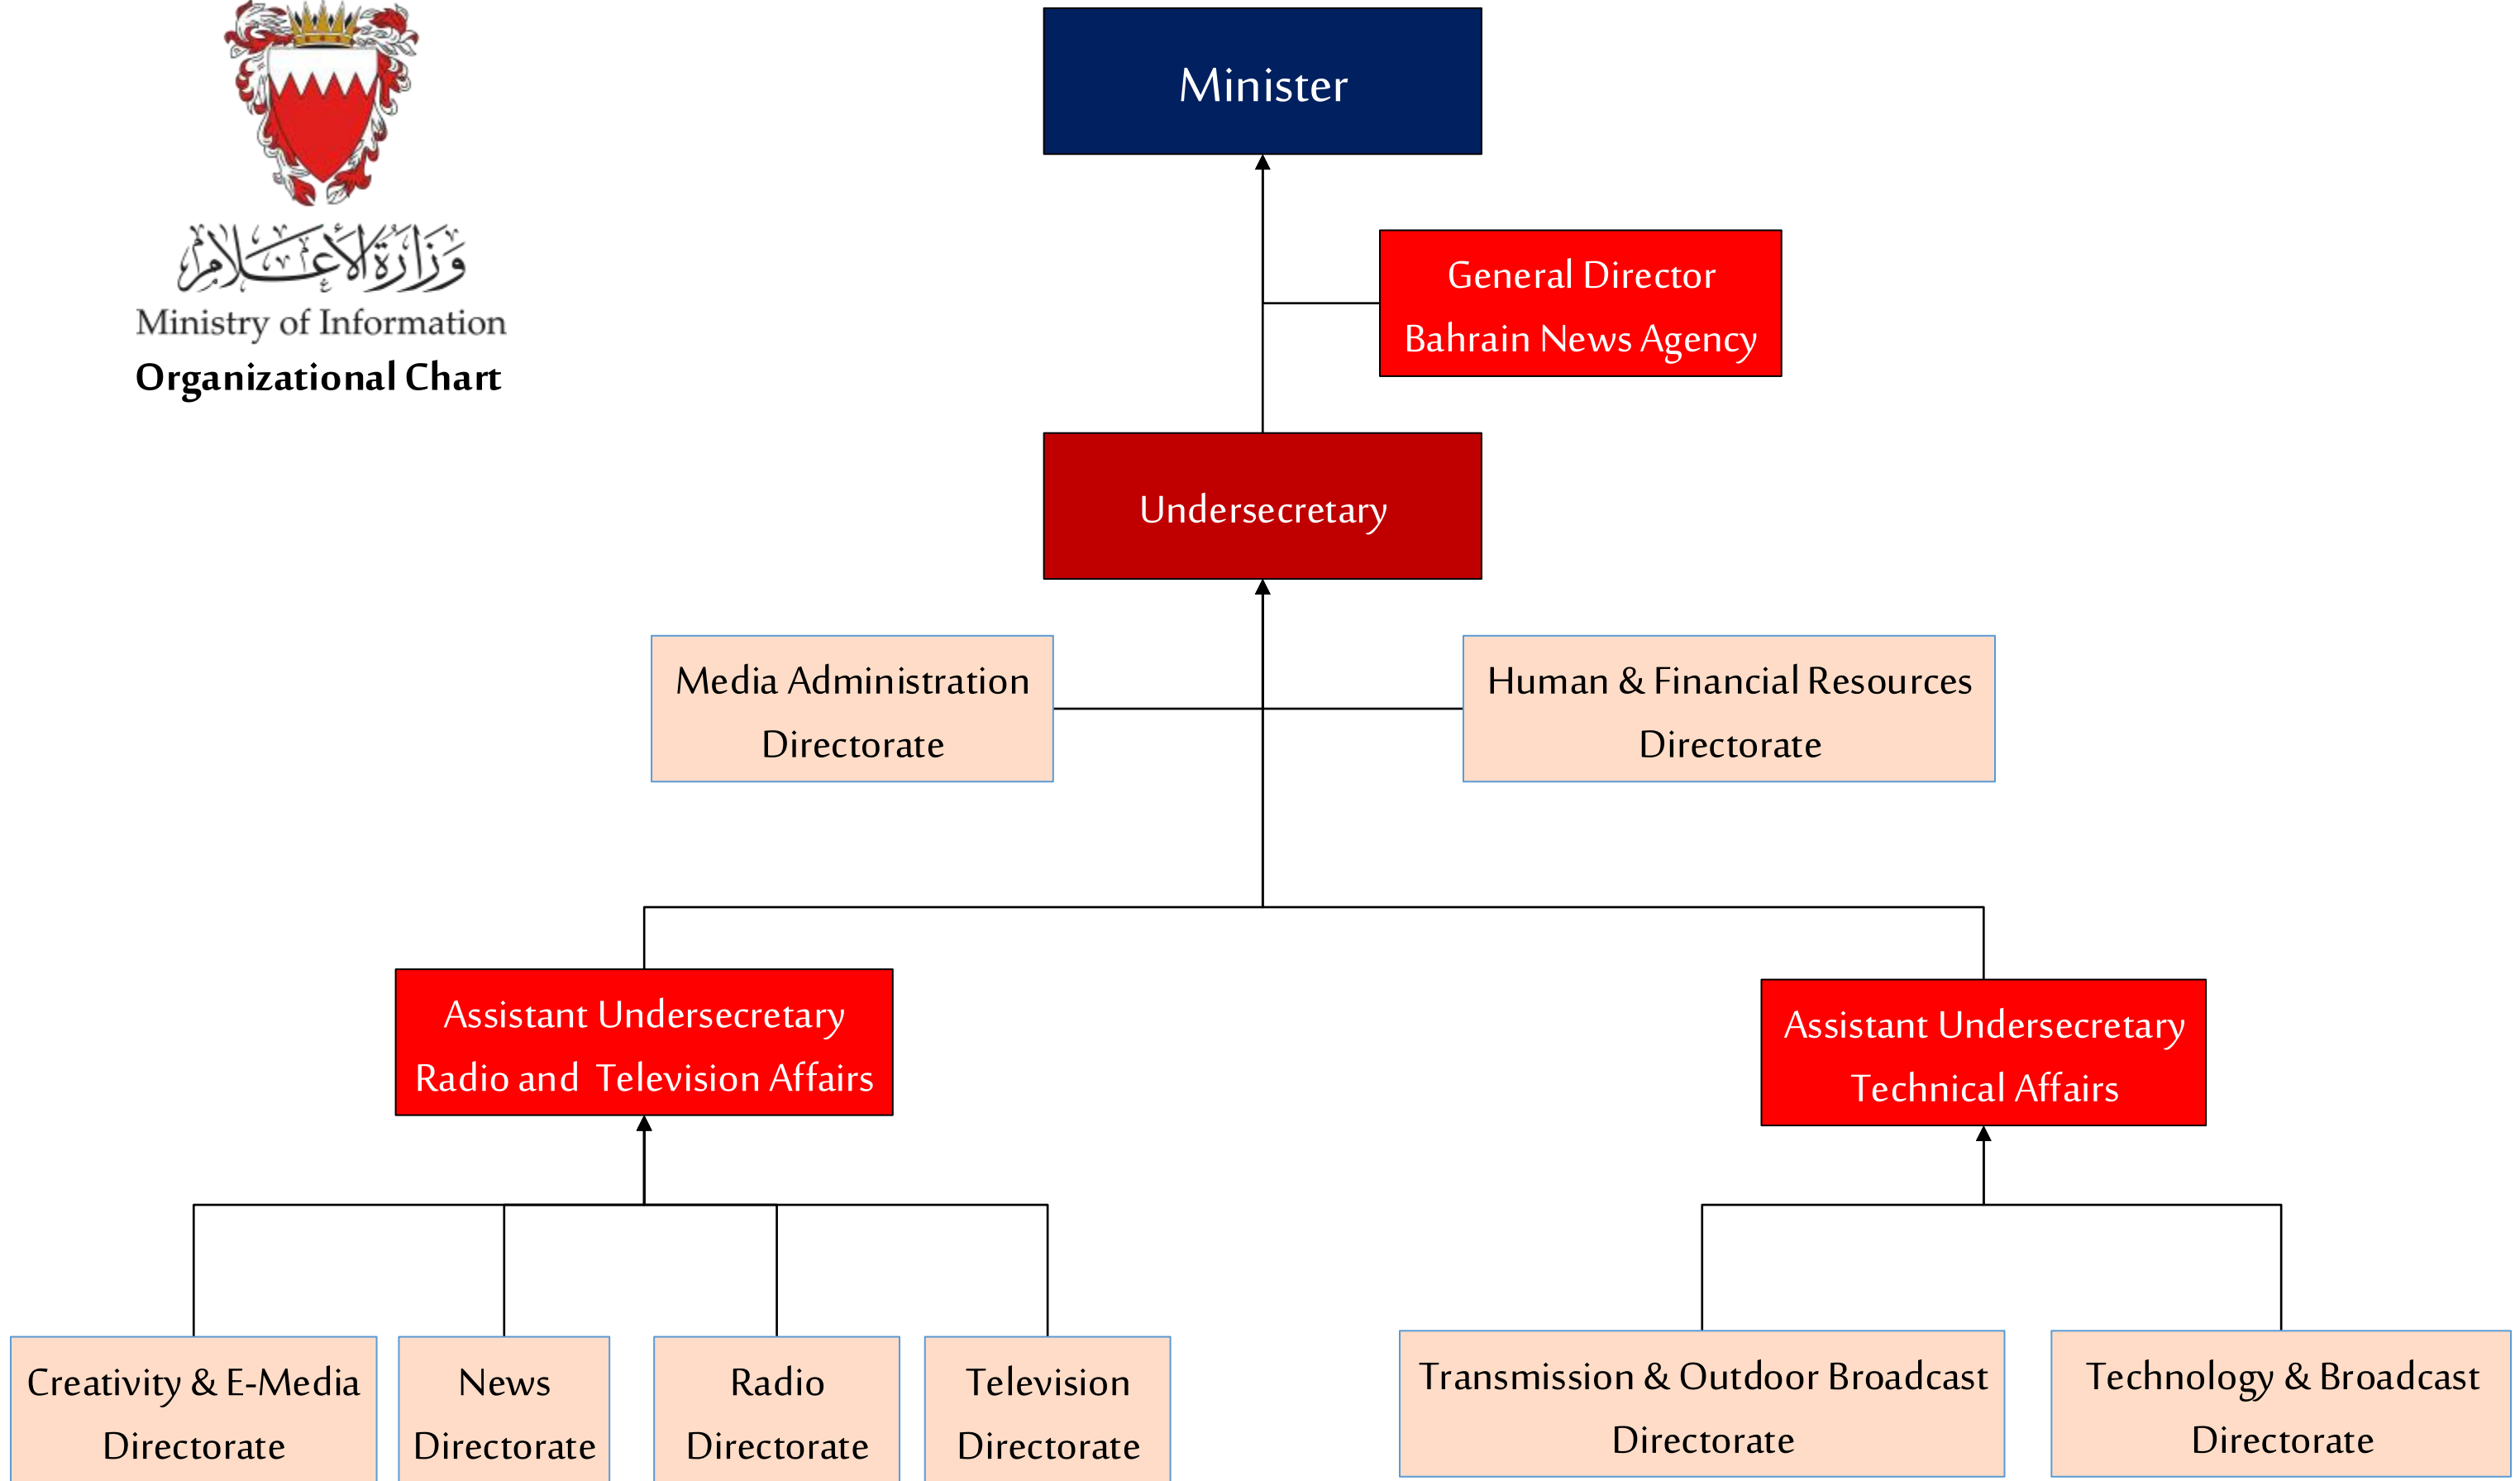 وزارة الإعلام
Ministry of Information
Organizational Chart
Minister
General Director
Bahrain News Agency
Undersecretary
Media Administration
Directorate
Human & Financial Resources
Directorate
Assistant Undersecretary
Radio and Television Affairs
Assistant Undersecretary
Technical Affairs
Creativity & E-Media
Directorate
News
Directorate
Radio
Directorate
Television
Directorate
Transmission & Outdoor Broadcast
Directorate
Technology & Broadcast
Directorate